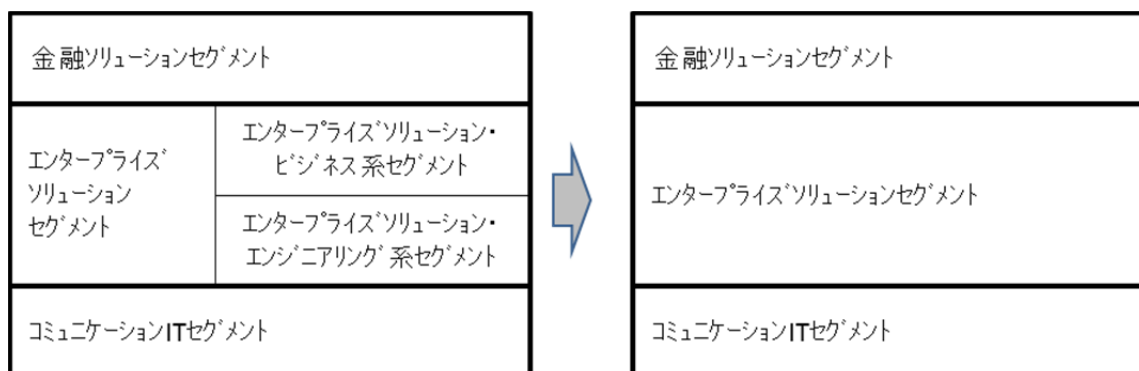 金融ソリューションセグメント
エンタープライズ
ソリューション
セグメント
エンタープライズソリューション・
ビジネス系セグメント
エンタープライズソリューション・
エンジニアリング系セグメント
コミュニケーションITセグメント
金融ソリューションセグメント
エンタープライズソリューションセグメント
コミュニケーションITセグメント